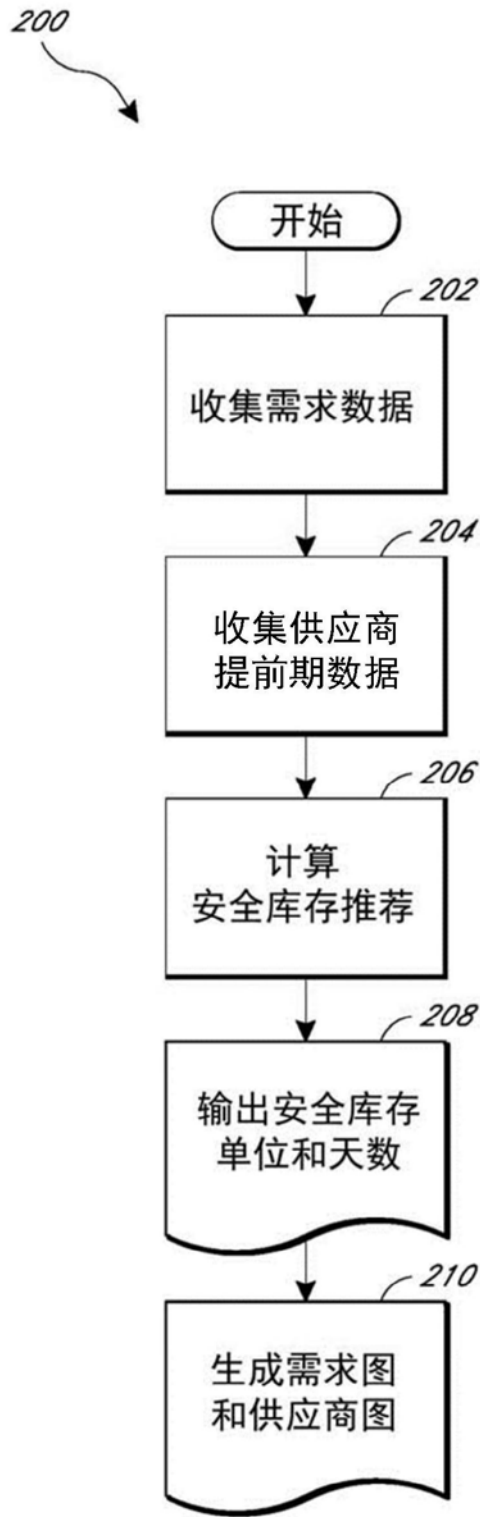 200
开始
202
收集需求数据
204
收集供应商
提前期数据
206
计算
安全库存推荐
208
输出安全库存
单位和天数
210
生成需求图
和供应商图